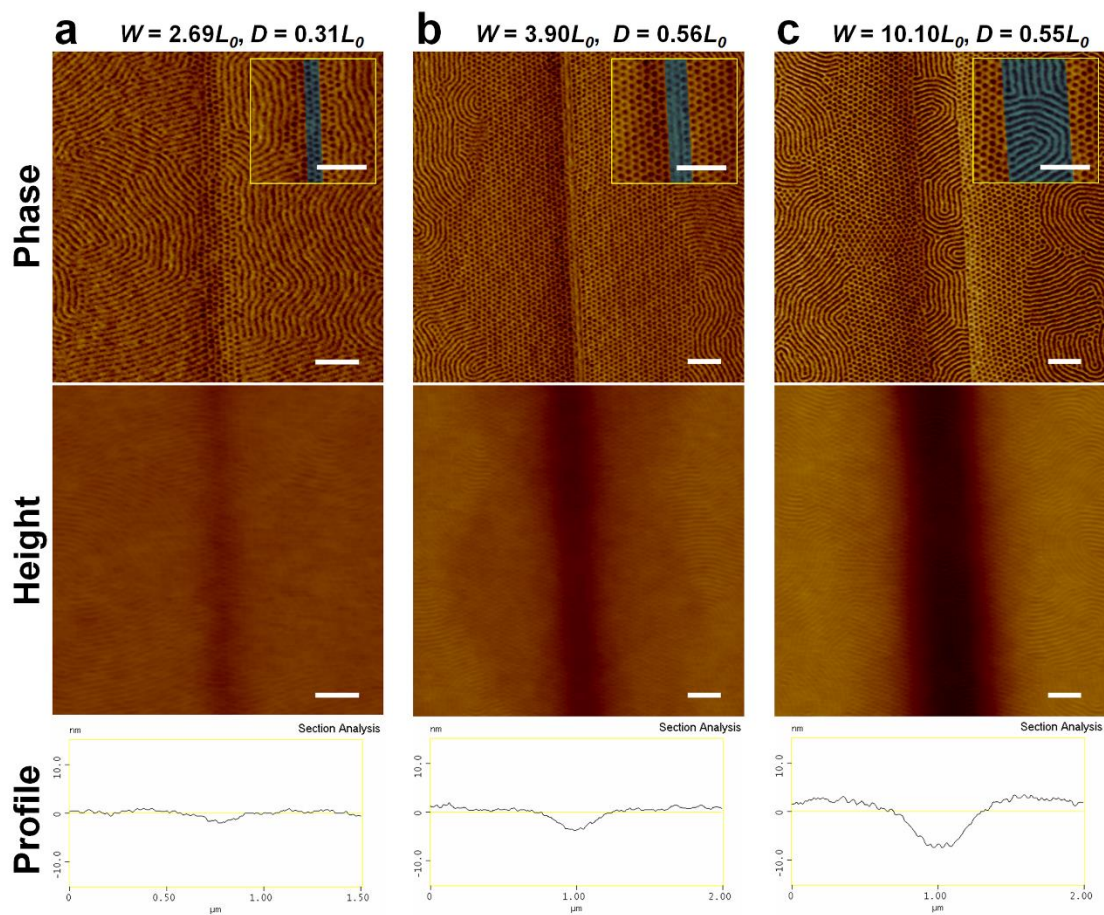 a W = 2.69L₀, D = 0.31L₀
b W = 3.90L₀, D = 0.56L₀
c W = 10.10L₀, D = 0.55L₀
Phase
Height
Profile
nm Section Analysis
10.0
0
-10.0
0 0.50 1.00 1.50
µm
nm Section Analysis
10.0
0
-10.0
0 1.00 2.00
µm
nm Section Analysis
10.0
0
-10.0
0 1.00 2.00
µm